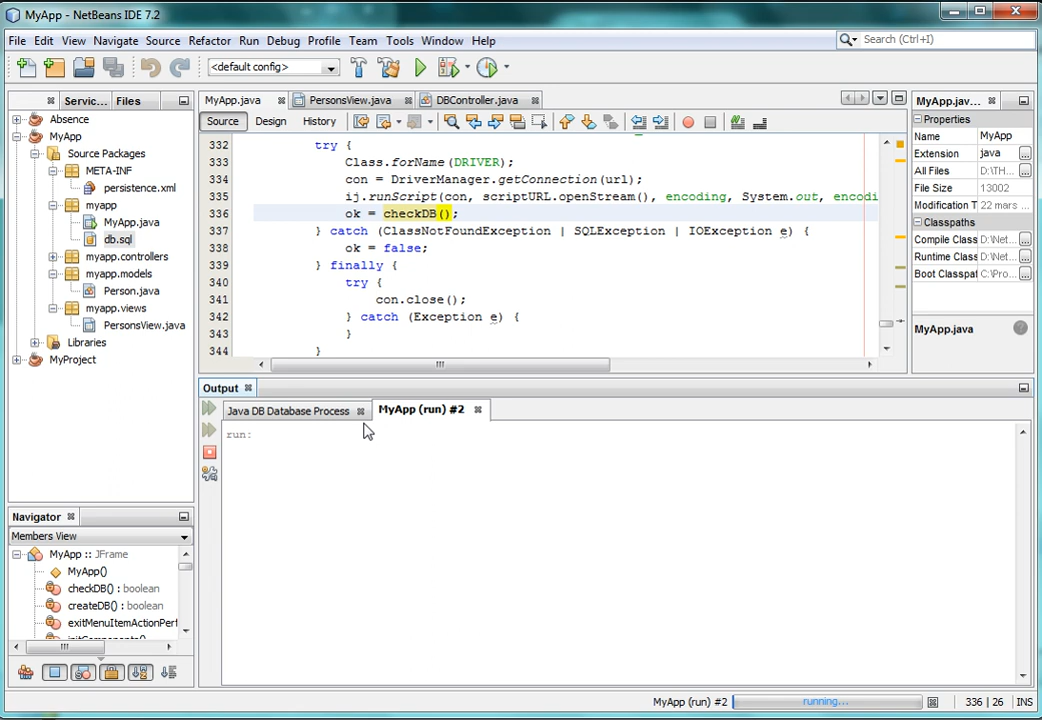 MyApp - NetBeans IDE 7.2
File Edit View Navigate Source Refactor Run Debug Profile Team Tools Window Help
Search (Ctrl+I)
<default config>
Servic... Files
MyApp.java PersonsView.java DBController.java
MyApp.jav...
Source Design History
Absence
MyApp
Source Packages
META-INF
persistence.xml
myapp
MyApp.java
db.sql
myapp.controllers
myapp.models
Person.java
myapp.views
PersonsView.java
Libraries
MyProject
332 try {
333 Class.forName(DRIVER);
334 con = DriverManager.getConnection(url);
335 ij.runScript(con, scriptURL.openStream(), encoding, System.out, encodi
336 ok = checkDB();
337 } catch (ClassNotFoundException | SQLException | IOException e) {
338 ok = false;
339 } finally {
340 try {
341 con.close();
342 } catch (Exception e) {
343 }
344 }
Properties
Name MyApp
Extension java
All Files D:\TH...
File Size 13002
Modification T 22 mars
Classpaths
Compile Class D:\Net
Runtime Class D:\Net
Boot Classpat C:\Pro
MyApp.java
Output
Java DB Database Process MyApp (run) #2
run:
Navigator
Members View
MyApp :: JFrame
MyApp()
checkDB() : boolean
createDB() : boolean
exitMenuItemActionPerf
initComponents()
MyApp (run) #2 running... 336 | 26 INS